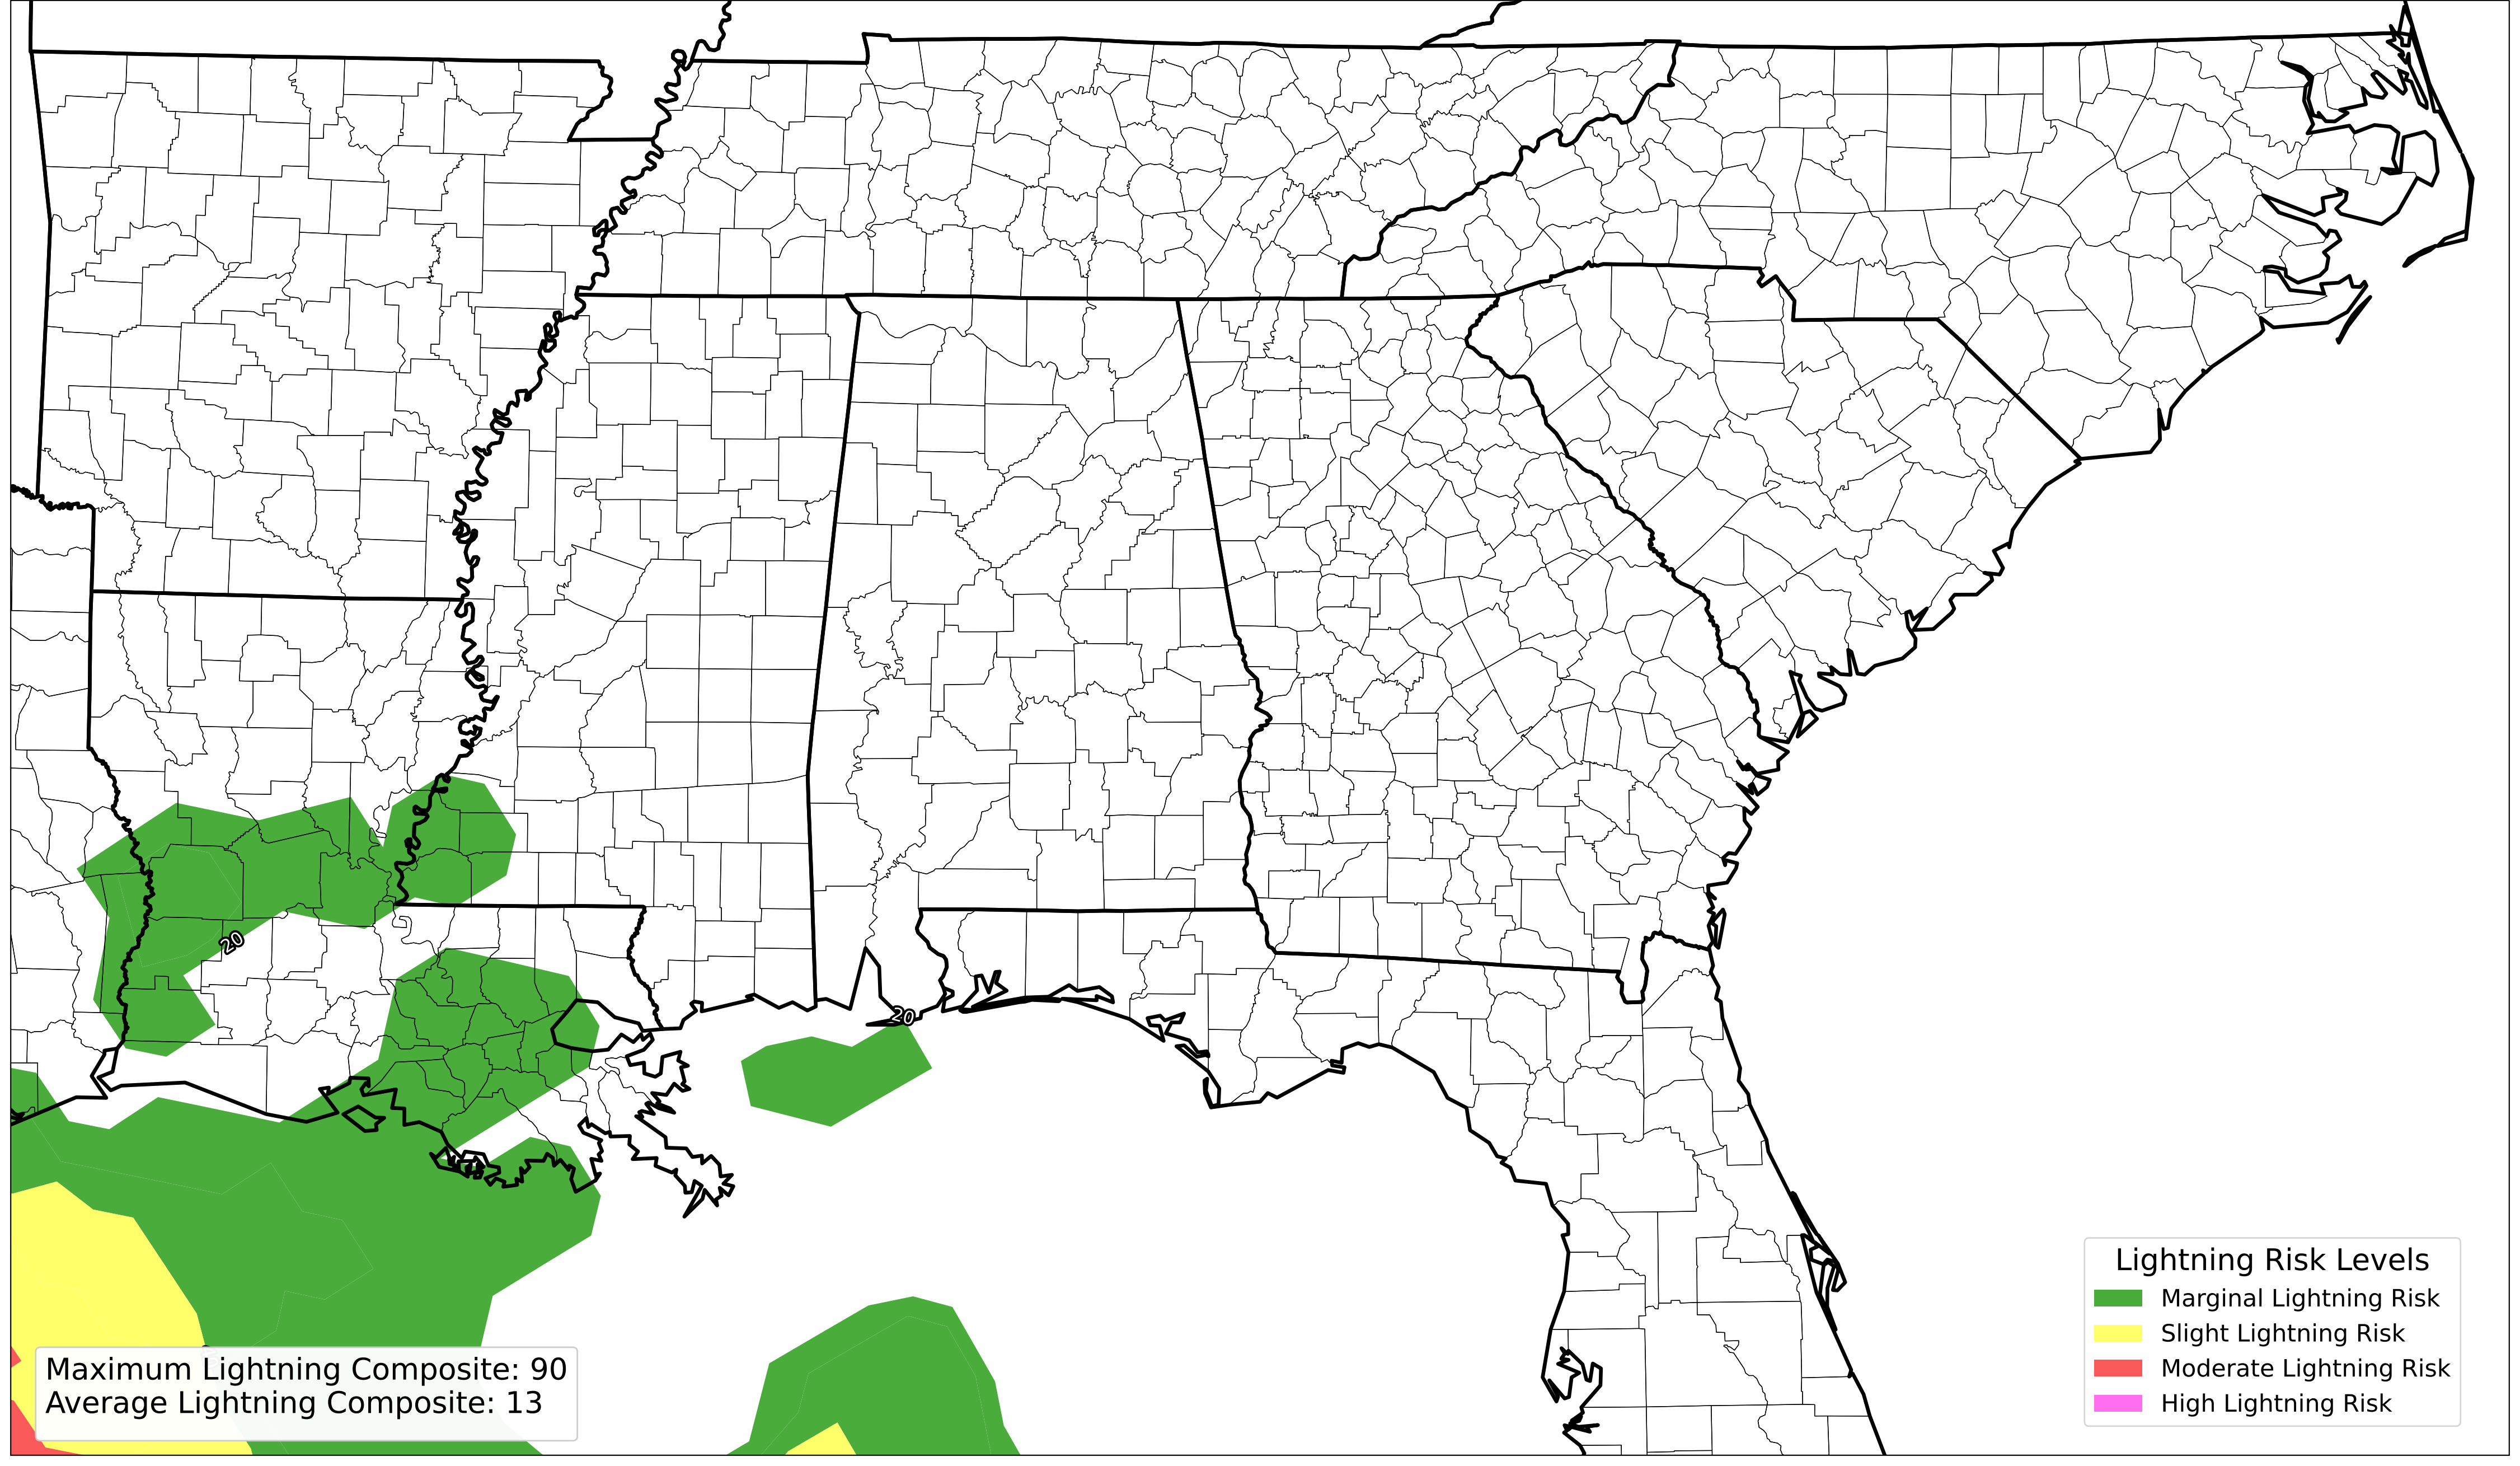 20
20
Maximum Lightning Composite: 90
Average Lightning Composite: 13
Lightning Risk Levels
Marginal Lightning Risk
Slight Lightning Risk
Moderate Lightning Risk
High Lightning Risk